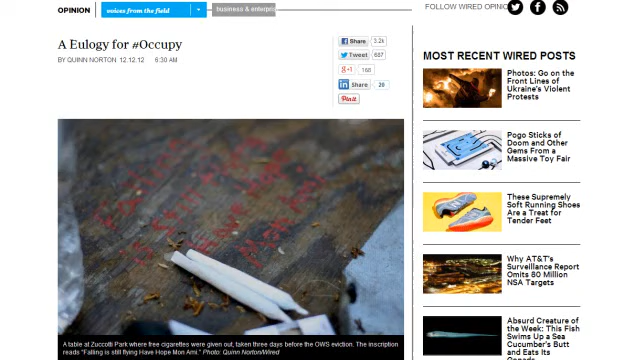 OPINION voices from the field business & enterpri FOLLOW WIRED OPINIO
A Eulogy for #Occupy
BY QUINN NORTON 12.12.12 6:30 AM
Share 3.2k
Tweet 687
+1 168
in Share 20
Pin it
A table at Zuccotti Park where free cigarettes were given out, taken three days before the OWS eviction. The inscription
reads "Falling is still flying Have Hope Mon Ami." Photo: Quinn Norton/Wired
MOST RECENT WIRED POSTS
Photos: Go on the
Front Lines of
Ukraine's Violent
Protests
Pogo Sticks of
Doom and Other
Gems From a
Massive Toy Fair
These Supremely
Soft Running Shoes
Are a Treat for
Tender Feet
Why AT&T's
Surveillance Report
Omits 80 Million
NSA Targets
Absurd Creature of
the Week: This Fish
Swims Up a Sea
Cucumber's Butt
and Eats Its